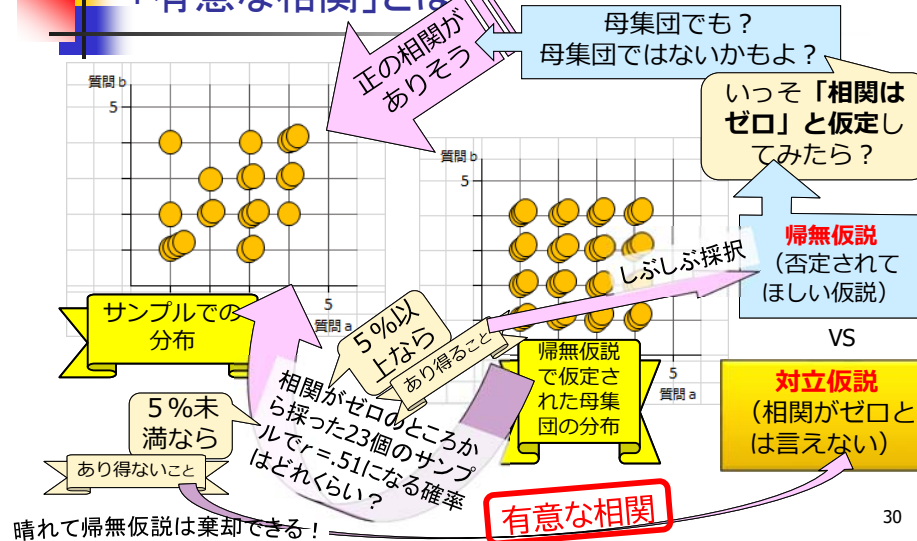 「有意な相関」とは
正の相関が
ありそう
母集団でも？
母集団ではないかもよ？
いっそ「相関は
ゼロ」と仮定し
てみたら？
質問b
5
5
質問a
サンプルでの
分布
質問b
5
5
質問a
帰無仮説
で仮定さ
れた母集
団の分布
しぶしぶ採択
帰無仮説
（否定されて
ほしい仮説）
VS
対立仮説
（相関がゼロと
は言えない）
5%以
上なら
あり得ること
相関がゼロのところか
ら採った23個のサンプ
ルでr=.51になる確率
はどれくらい？
5%未
満なら
あり得ないこと
晴れて帰無仮説は棄却できる！
有意な相関
30